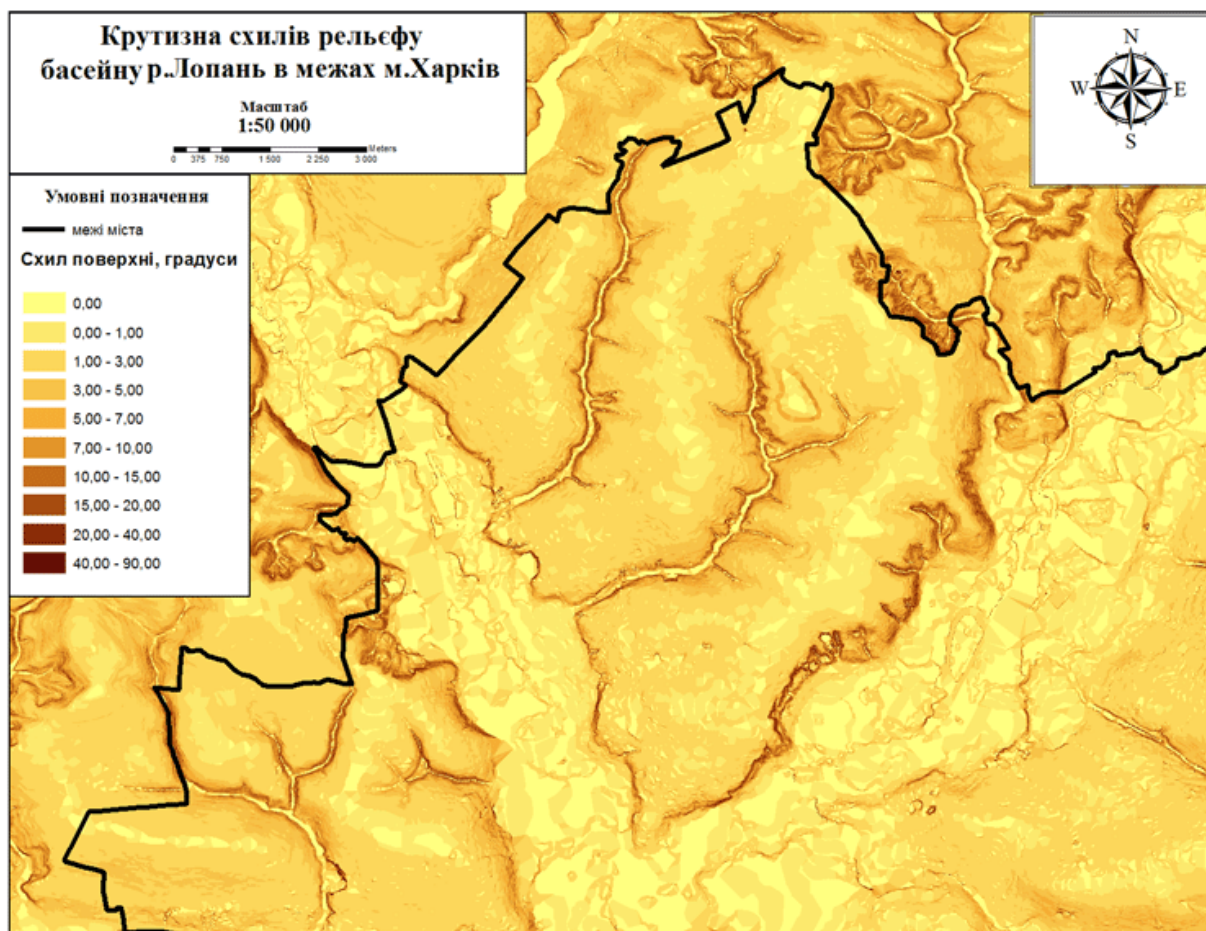 Крутизна схилів рельєфу
басейну р.Лопань в межах м.Харків
Масштаб
1:50 000
Meters
0 375 750 1 500 2 250 3 000
N
W E
S
Умовні позначення
межі міста
Схил поверхні, градуси
0,00
0,00 - 1,00
1,00 - 3,00
3,00 - 5,00
5,00 - 7,00
7,00 - 10,00
10,00 - 15,00
15,00 - 20,00
20,00 - 40,00
40,00 - 90,00